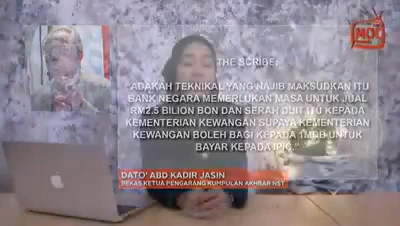 THE SCRIBE:
"ADAKAH TEKNIKAL YANG NAJIB MAKSUDKAN ITU
BANK NEGARA MEMERLUKAN MASA UNTUK JUAL
RM2.5 BILION BON DAN SERAH DUIT ITU KEPADA
KEMENTERIAN KEWANGAN SUPAYA KEMENTERIAN
KEWANGAN BOLEH BAGI KEPADA 1MDB UNTUK
BAYAR KEPADA IPIC."
DATO' ABD KADIR JASIN
BEKAS KETUA PENGARANG KUMPULAN AKHBAR NST